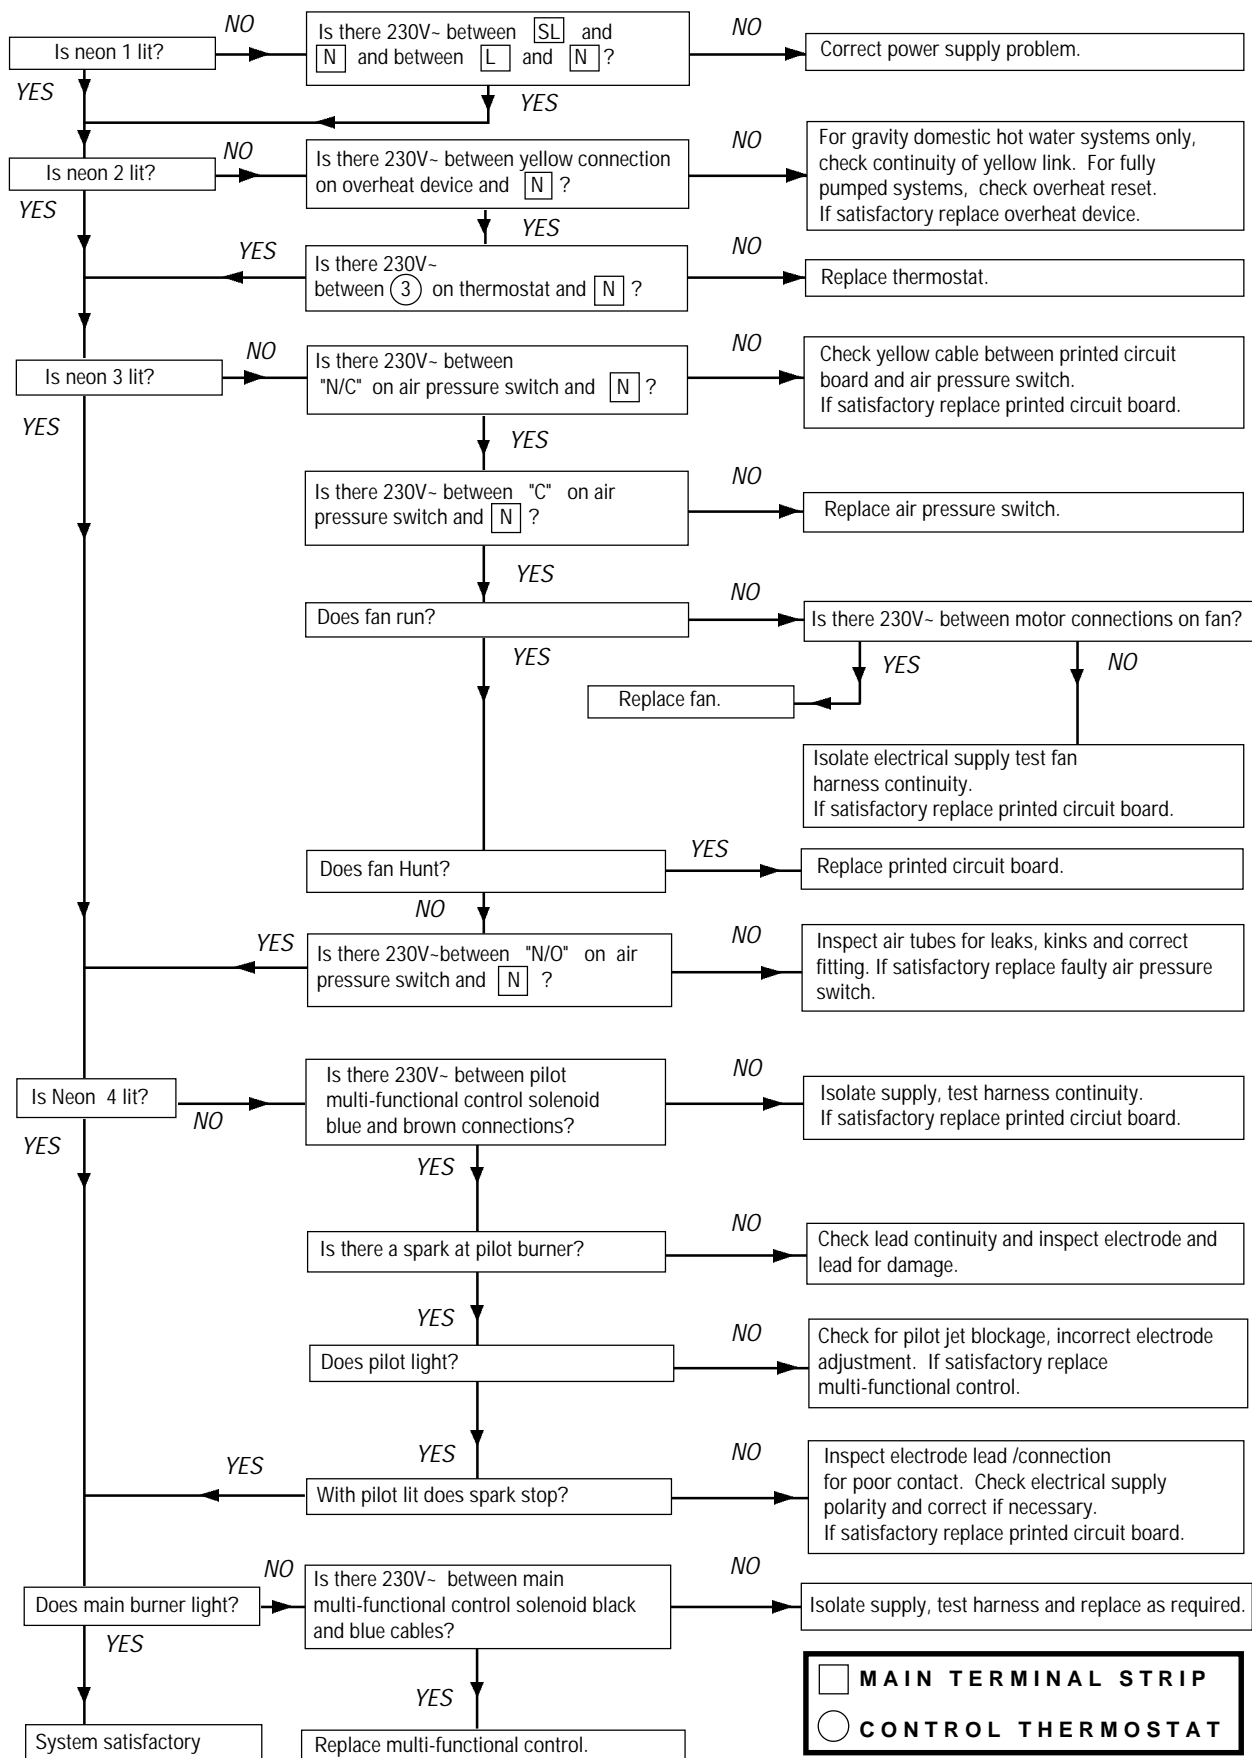 NO
Is there 230V~ between SL and
N and between L and N ?
NO
Correct power supply problem.
Is neon 1 lit?
YES
YES
NO
Is there 230V~ between yellow connection
on overheat device and N ?
NO
For gravity domestic hot water systems only,
check continuity of yellow link. For fully
pumped systems, check overheat reset.
If satisfactory replace overheat device.
Is neon 2 lit?
YES
YES
YES
Is there 230V~
between 3 on thermostat and N ?
NO
Replace thermostat.
Is neon 3 lit?
NO
Is there 230V~ between
"N/C" on air pressure switch and N ?
NO
Check yellow cable between printed circuit
board and air pressure switch.
If satisfactory replace printed circuit board.
YES
YES
Is there 230V~ between "C" on air
pressure switch and N ?
NO
Replace air pressure switch.
YES
Does fan run?
NO
Is there 230V~ between motor connections on fan?
YES
YES
NO
Replace fan.
Isolate electrical supply test fan
harness continuity.
If satisfactory replace printed circuit board.
Does fan Hunt?
YES
Replace printed circuit board.
NO
YES
Is there 230V~between "N/O" on air
pressure switch and N ?
NO
Inspect air tubes for leaks, kinks and correct
fitting. If satisfactory replace faulty air pressure
switch.
Is Neon 4 lit?
NO
Is there 230V~ between pilot
multi-functional control solenoid
blue and brown connections?
NO
Isolate supply, test harness continuity.
If satisfactory replace printed circiut board.
YES
YES
Is there a spark at pilot burner?
NO
Check lead continuity and inspect electrode and
lead for damage.
YES
Does pilot light?
NO
Check for pilot jet blockage, incorrect electrode
adjustment. If satisfactory replace
multi-functional control.
YES
YES
With pilot lit does spark stop?
NO
Inspect electrode lead /connection
for poor contact. Check electrical supply
polarity and correct if necessary.
If satisfactory replace printed circuit board.
Does main burner light?
NO
Is there 230V~ between main
multi-functional control solenoid black
and blue cables?
NO
Isolate supply, test harness and replace as required.
YES
YES
System satisfactory
Replace multi-functional control.
MAIN TERMINAL STRIP
CONTROL THERMOSTAT